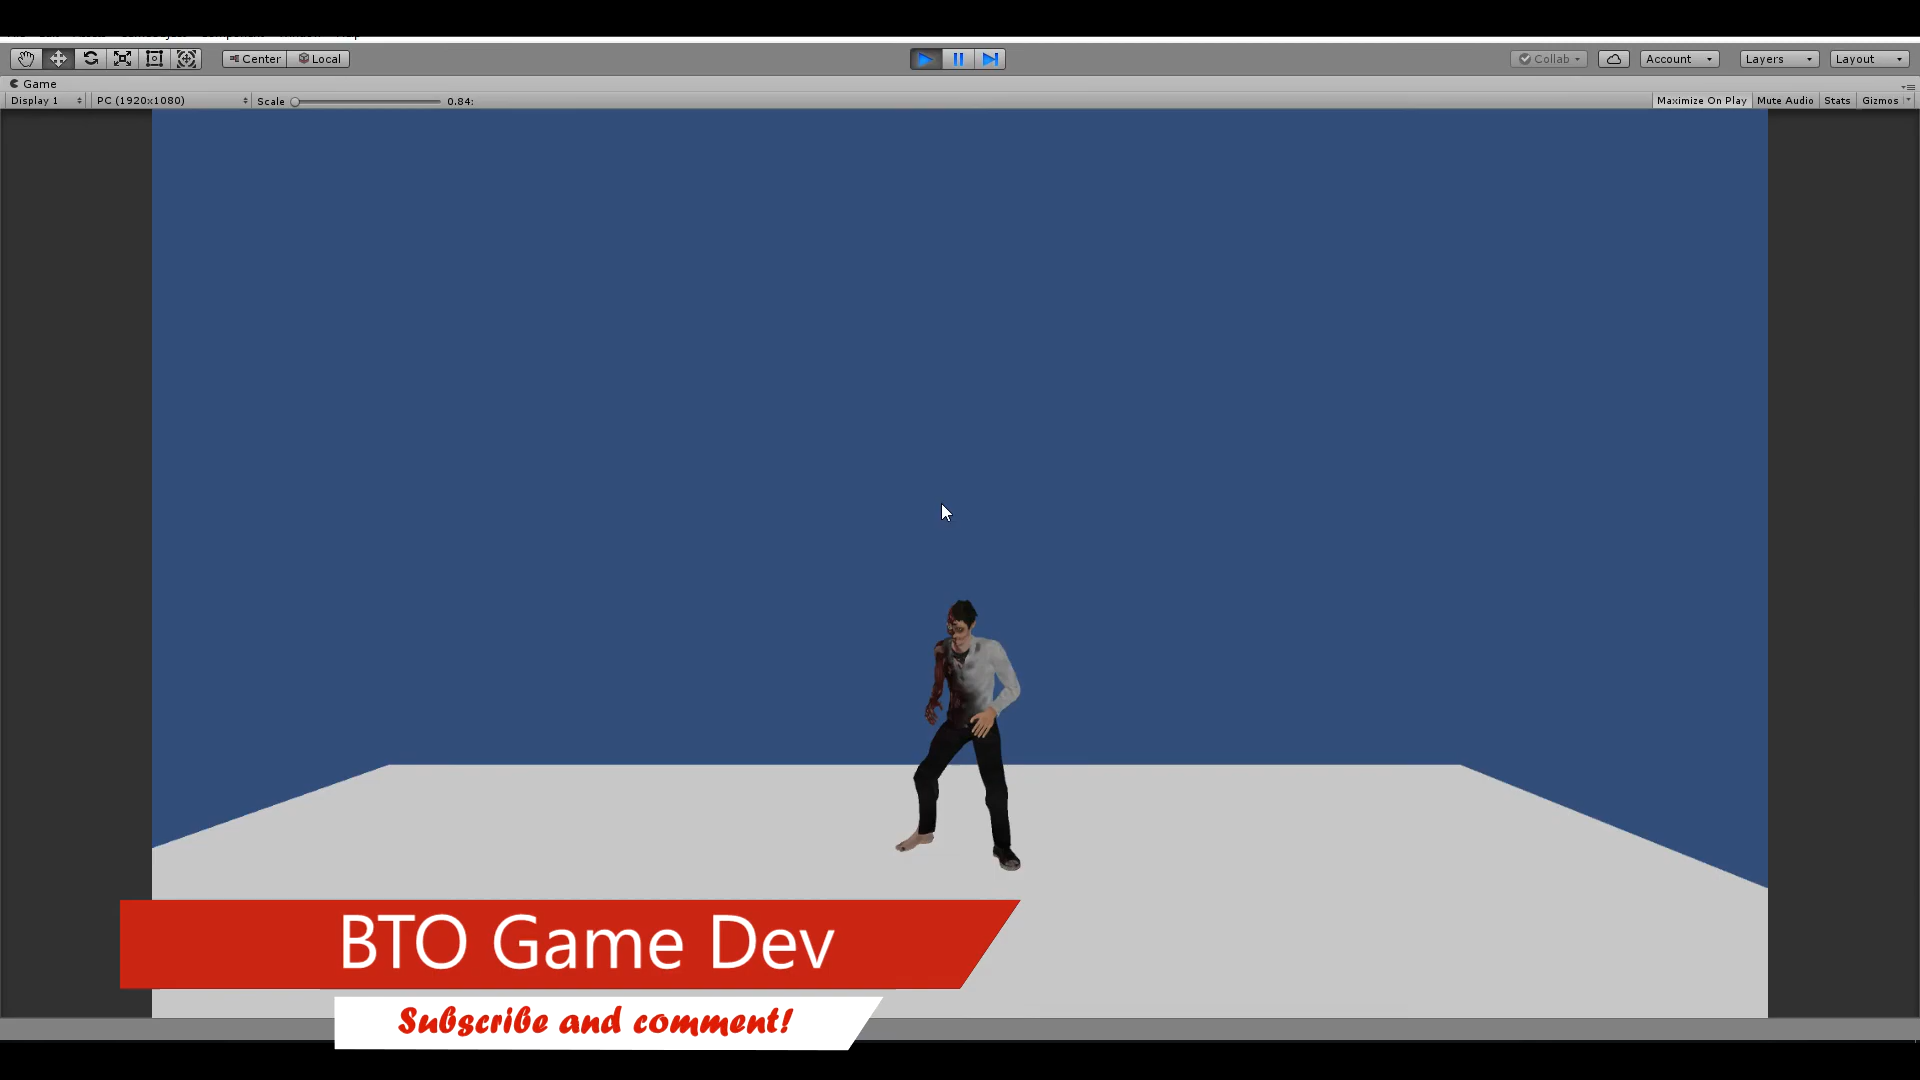 Center Local
Collab Account Layers Layout
Game
Display 1 PC (1920x1080) Scale 0.84:
Maximize On Play Mute Audio Stats Gizmos
BTO Game Dev
Subscribe and comment!